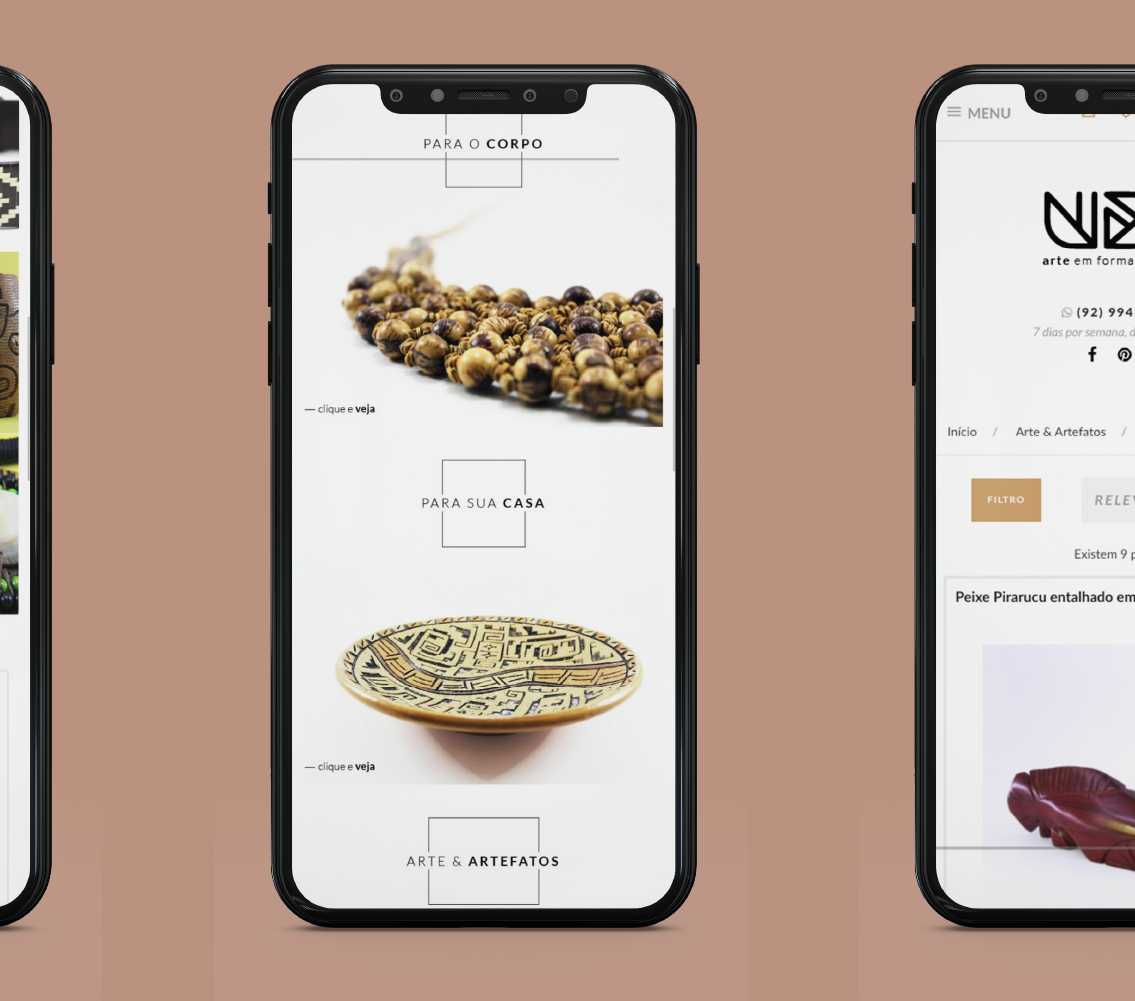 PARA O CORPO
— clique e veja
PARA SUA CASA
— clique e veja
ARTE & ARTEFATOS
MENU
arte em forma
(92) 994
7 dias por semana, d
Início / Arte & Artefatos /
FILTRO
RELE
Existem 9 p
Peixe Pirarucu entalhado em